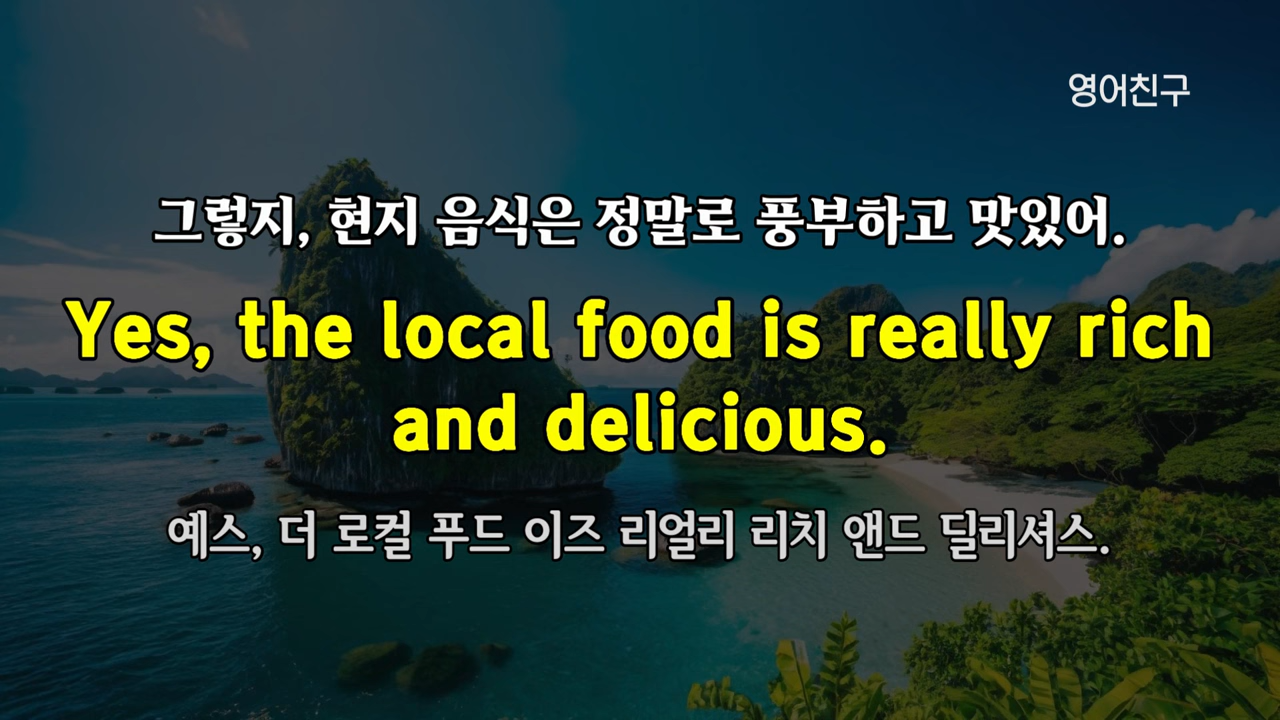 영어친구
그렇지, 현지 음식은 정말로 풍부하고 맛있어.
Yes, the local food is really rich
and delicious.
예스, 더 로컬 푸드 이즈 리얼리 리치 앤드 딜리셔스.